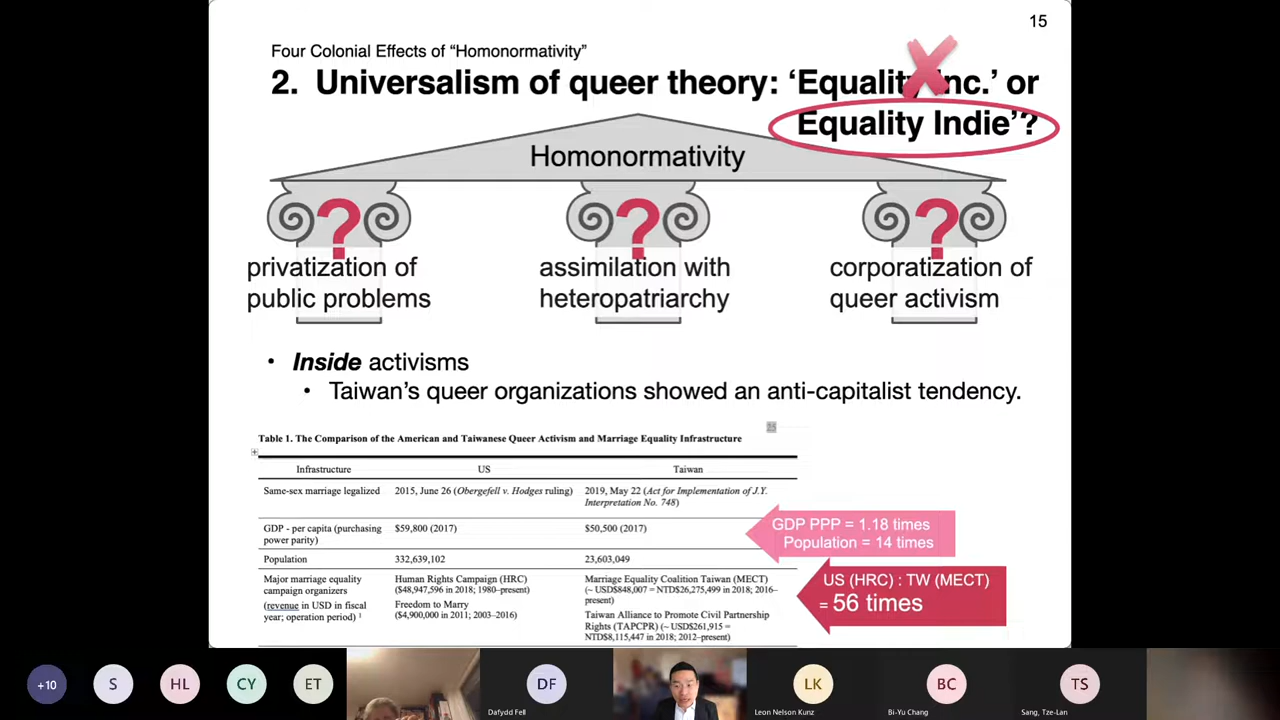 15
Four Colonial Effects of “Homonormativity”
2. Universalism of queer theory: ‘Equality Inc.’ or
Equality Indie’?
Homonormativity
? ? ?
privatization of
public problems
assimilation with
heteropatriarchy
corporatization of
queer activism
• Inside activisms
• Taiwan’s queer organizations showed an anti-capitalist tendency.
25
Table 1. The Comparison of the American and Taiwanese Queer Activism and Marriage Equality Infrastructure
Infrastructure US Taiwan
Same-sex marriage legalized 2015, June 26 (Obergefell v. Hodges ruling) 2019, May 22 (Act for Implementation of J.Y.
Interpretation No. 748)
GDP - per capita (purchasing
power parity)
$59,800 (2017) $50,500 (2017)
GDP PPP = 1.18 times
Population = 14 times
Population 332,639,102 23,603,049
Major marriage equality
campaign organizers
(revenue in USD in fiscal
year; operation period) 1
Human Rights Campaign (HRC)
($48,947,596 in 2018; 1980–present)
Freedom to Marry
($4,900,000 in 2011; 2003–2016)
Marriage Equality Coalition Taiwan (MECT)
(~ USD$848,007 = NTD$26,275,499 in 2018; 2016–
present)
Taiwan Alliance to Promote Civil Partnership
Rights (TAPCPR) (~ USD$261,915 =
NTD$8,115,447 in 2018; 2012–present)
US (HRC) : TW (MECT)
= 56 times
+10 S HL CY ET DF LK BC TS
Dafydd Fell
Leon Nelson Kunz
Bi-Yu Chang
Sang, Tze-Lan